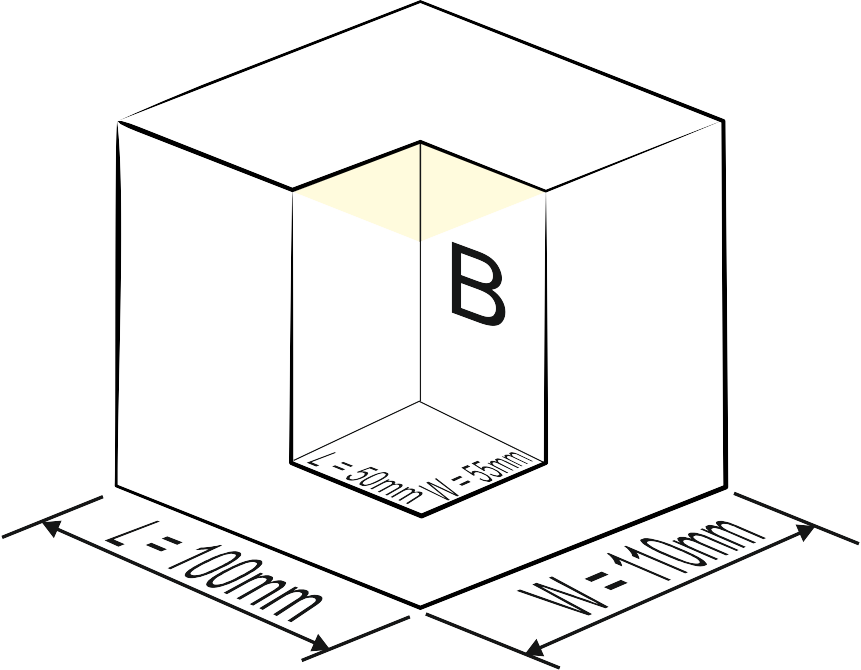 B
L = 50mm
W = 55mm
L = 100mm
W = 110mm